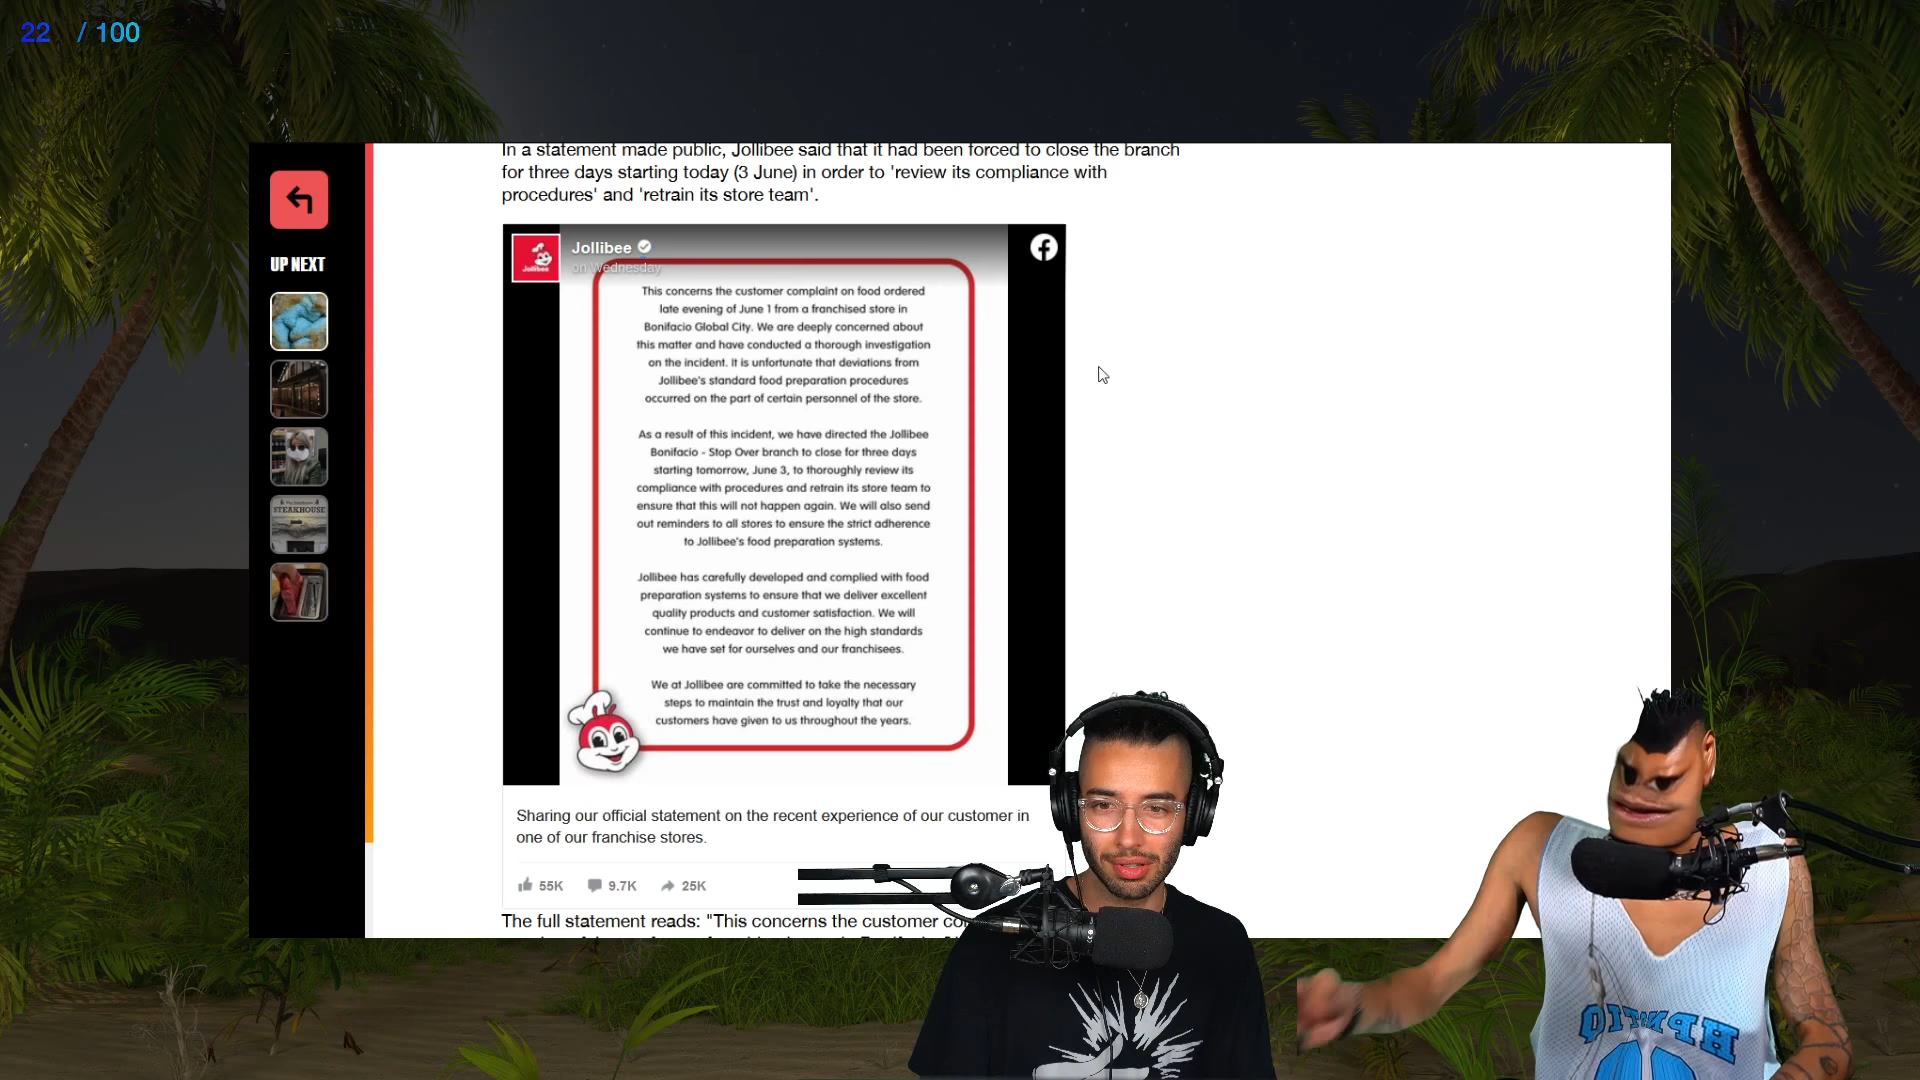 22 / 100
In a statement made public, Jollibee said that it had been forced to close the branch
for three days starting today (3 June) in order to 'review its compliance with
procedures' and 'retrain its store team'.
UP NEXT
Jollibee
Jollibee
on Wednesday
This concerns the customer complaint on food ordered
late evening of June 1 from a franchised store in
Bonifacio Global City. We are deeply concerned about
this matter and have conducted a thorough investigation
on the incident. It is unfortunate that deviations from
Jollibee's standard food preparation procedures
occurred on the part of certain personnel of the store.
As a result of this incident, we have directed the Jollibee
Bonifacio - Stop Over branch to close for three days
starting tomorrow, June 3, to thoroughly review its
compliance with procedures and retrain its store team to
ensure that this will not happen again. We will also send
out reminders to all stores to ensure the strict adherence
to Jollibee's food preparation systems.
STEAKHOUSE
Jollibee has carefully developed and complied with food
preparation systems to ensure that we deliver excellent
quality products and customer satisfaction. We will
continue to endeavor to deliver on the high standards
we have set for ourselves and our franchisees.
We at Jollibee are committed to take the necessary
steps to maintain the trust and loyalty that our
customers have given to us throughout the years.
Sharing our official statement on the recent experience of our customer in
one of our franchise stores.
55K 9.7K 25K
The full statement reads: "This concerns the customer